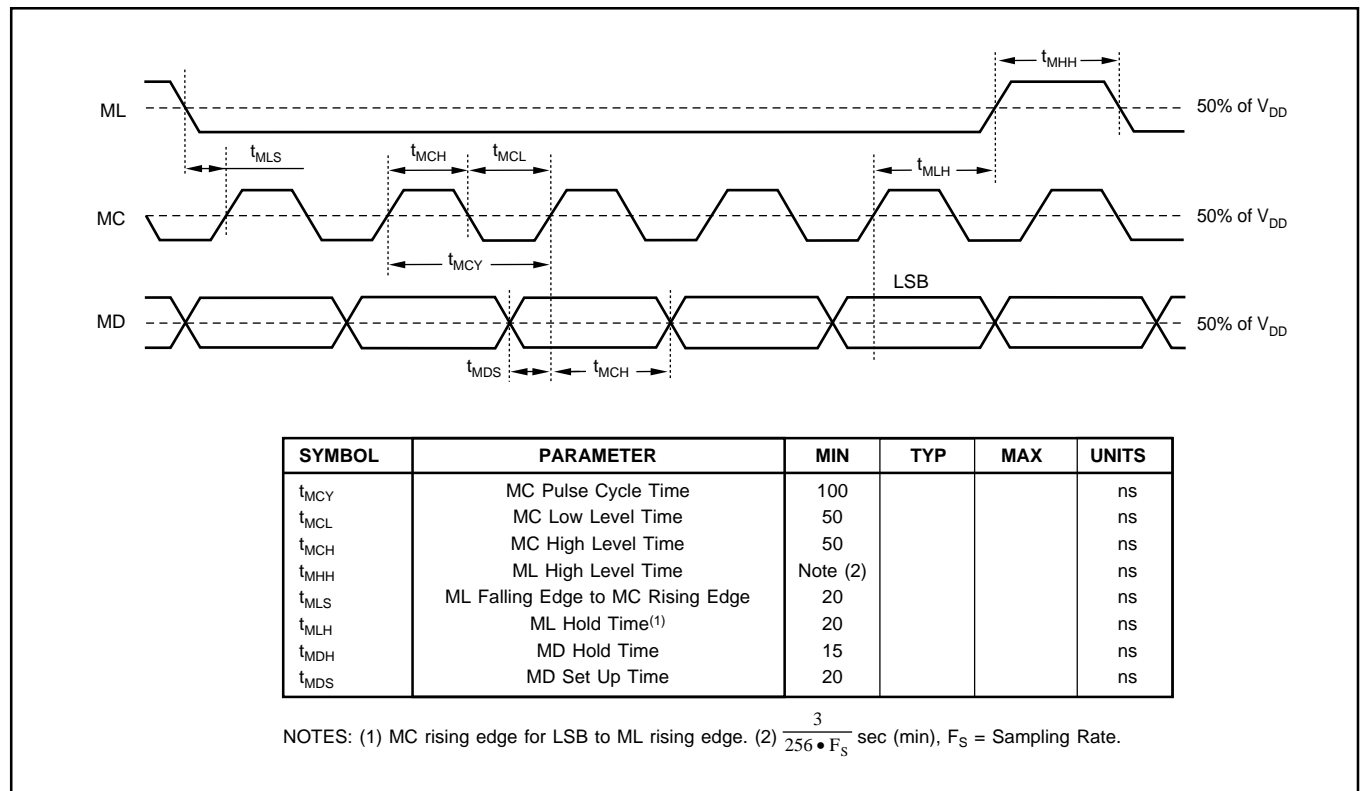 t_MHH
ML
50% of V_DD
t_MLS
t_MCH
t_MCL
t_MLH
MC
50% of V_DD
t_MCY
LSB
MD
50% of V_DD
t_MDS
t_MCH
SYMBOL PARAMETER MIN TYP MAX UNITS
t_MCY MC Pulse Cycle Time 100 ns
t_MCL MC Low Level Time 50 ns
t_MCH MC High Level Time 50 ns
t_MHH ML High Level Time Note (2) ns
t_MLS ML Falling Edge to MC Rising Edge 20 ns
t_MLH ML Hold Time(1) 20 ns
t_MDH MD Hold Time 15 ns
t_MDS MD Set Up Time 20 ns
NOTES: (1) MC rising edge for LSB to ML rising edge. (2) 3 / 256 • F_S sec (min), F_S = Sampling Rate.